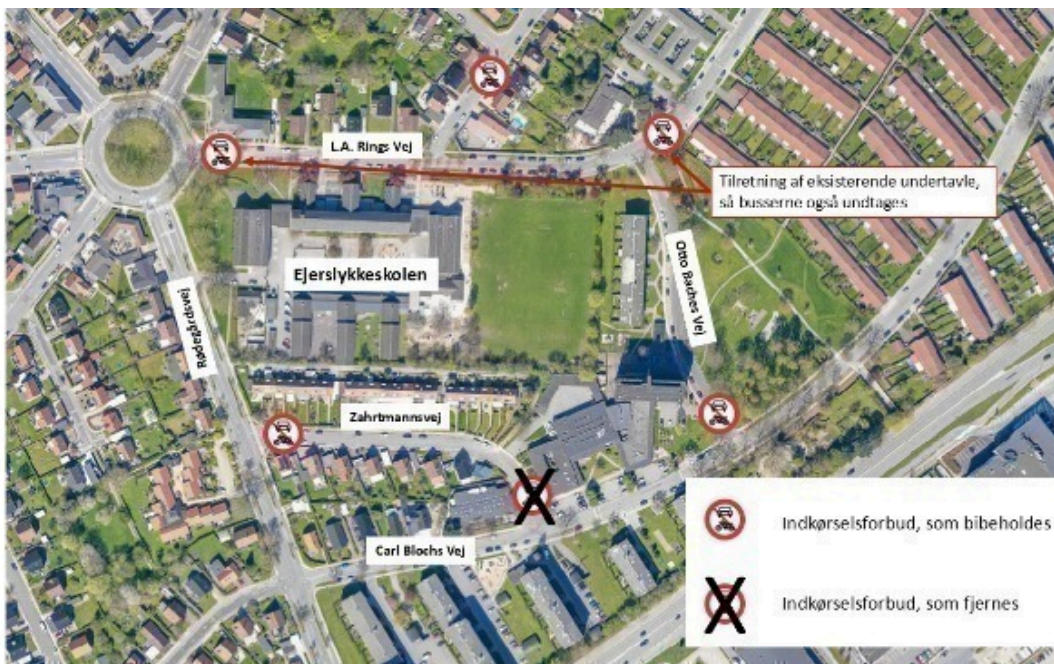 L.A. Rings Vej
Tilretning af eksisterende undertavle,
så busserne også undtages
Ejerslykkeskolen
Otto Baches Vej
Rødegårdsvej
Zahrtmannsvej
Carl Blochs Vej
Indkørselsforbud, som bibeholdes
Indkørselsforbud, som fjernes